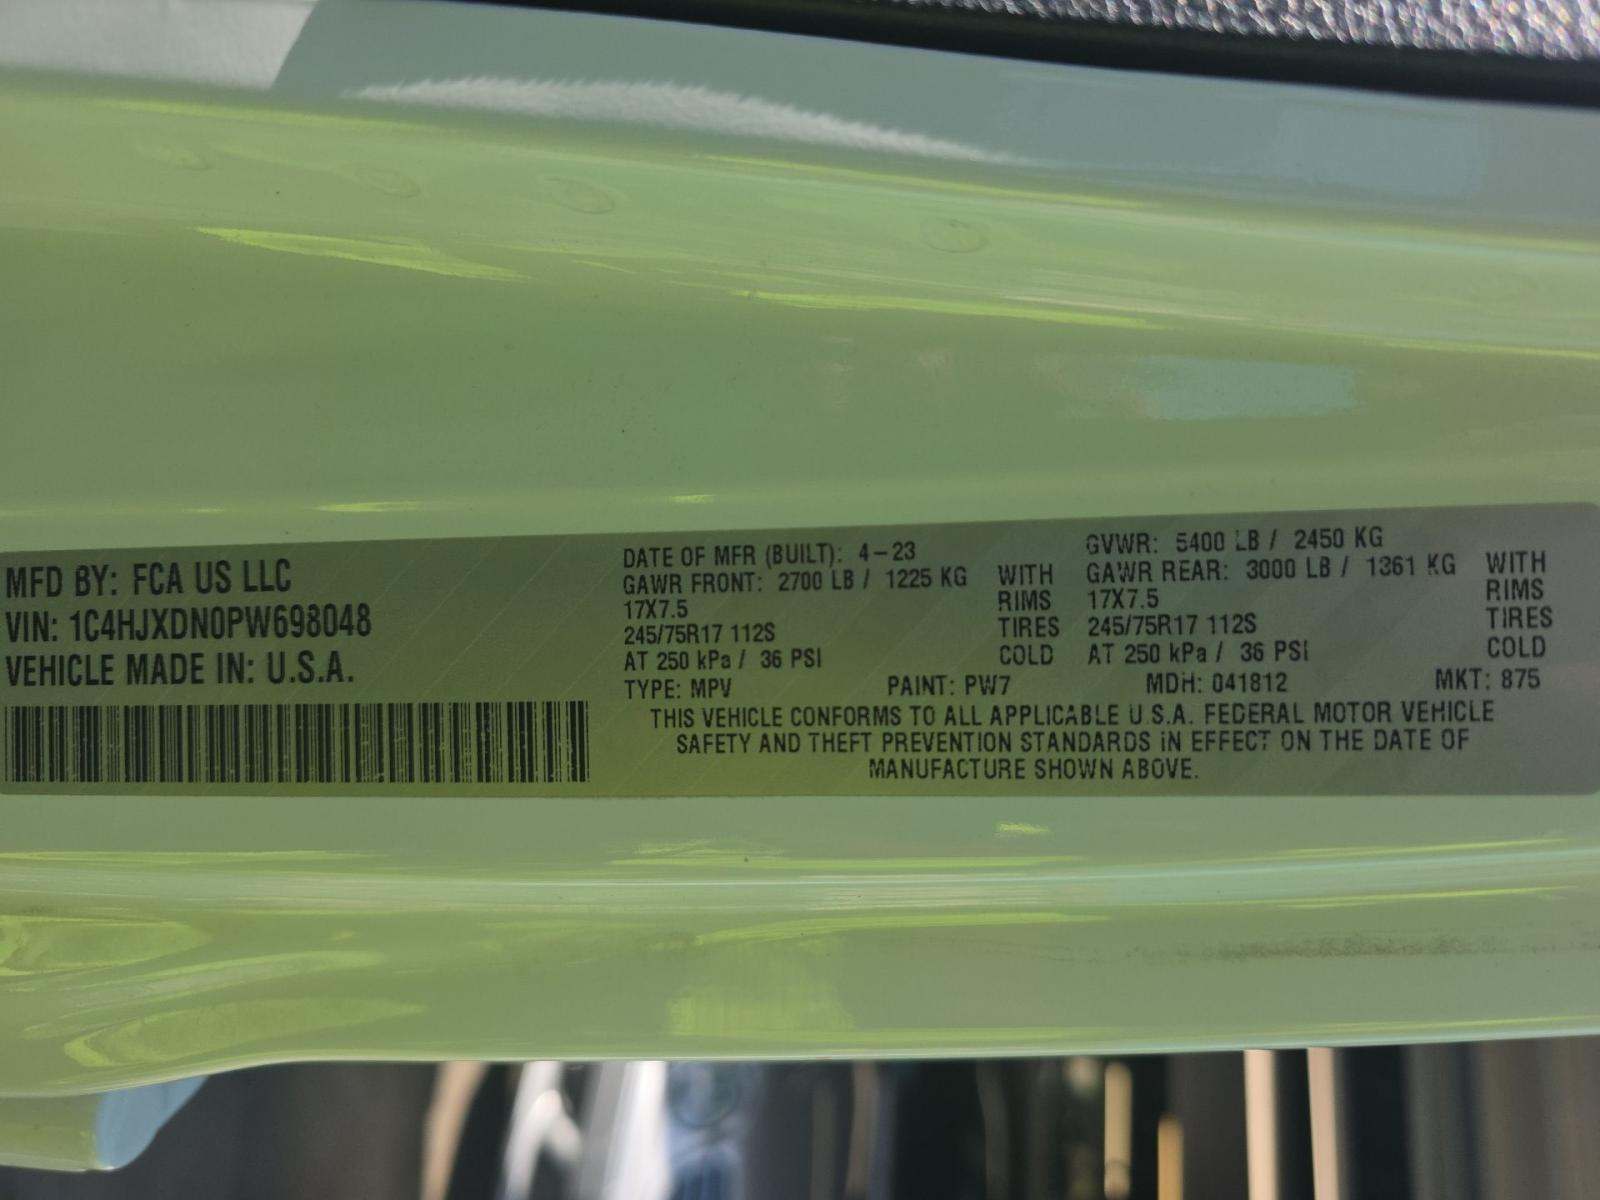 MFD BY: FCA US LLC
VIN: 1C4HJXDN0PW698048
VEHICLE MADE IN: U.S.A.
DATE OF MFR (BUILT): 4-23
GVWR: 5400 LB / 2450 KG
GAWR FRONT: 2700 LB / 1225 KG WITH
17X7.5 RIMS
245/75R17 112S TIRES
AT 250 kPa / 36 PSI COLD
GAWR REAR: 3000 LB / 1361 KG WITH
17X7.5 RIMS
245/75R17 112S TIRES
AT 250 kPa / 36 PSI COLD
TYPE: MPV PAINT: PW7 MDH: 041812 MKT: 875
THIS VEHICLE CONFORMS TO ALL APPLICABLE U.S.A. FEDERAL MOTOR VEHICLE
SAFETY AND THEFT PREVENTION STANDARDS IN EFFECT ON THE DATE OF
MANUFACTURE SHOWN ABOVE.